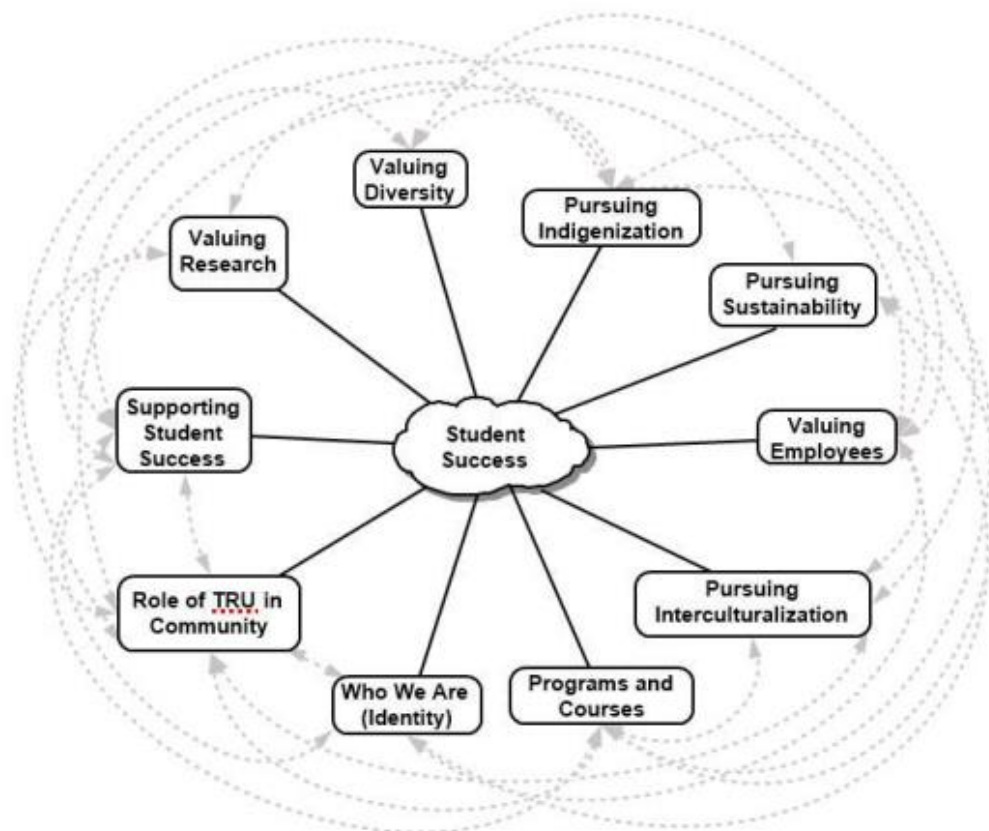 Valuing
Diversity
Pursuing
Indigenization
Valuing
Research
Pursuing
Sustainability
Supporting
Student
Success
Student
Success
Valuing
Employees
Role of TRU in
Community
Pursuing
Interculturalization
Who We Are
(Identity)
Programs and
Courses